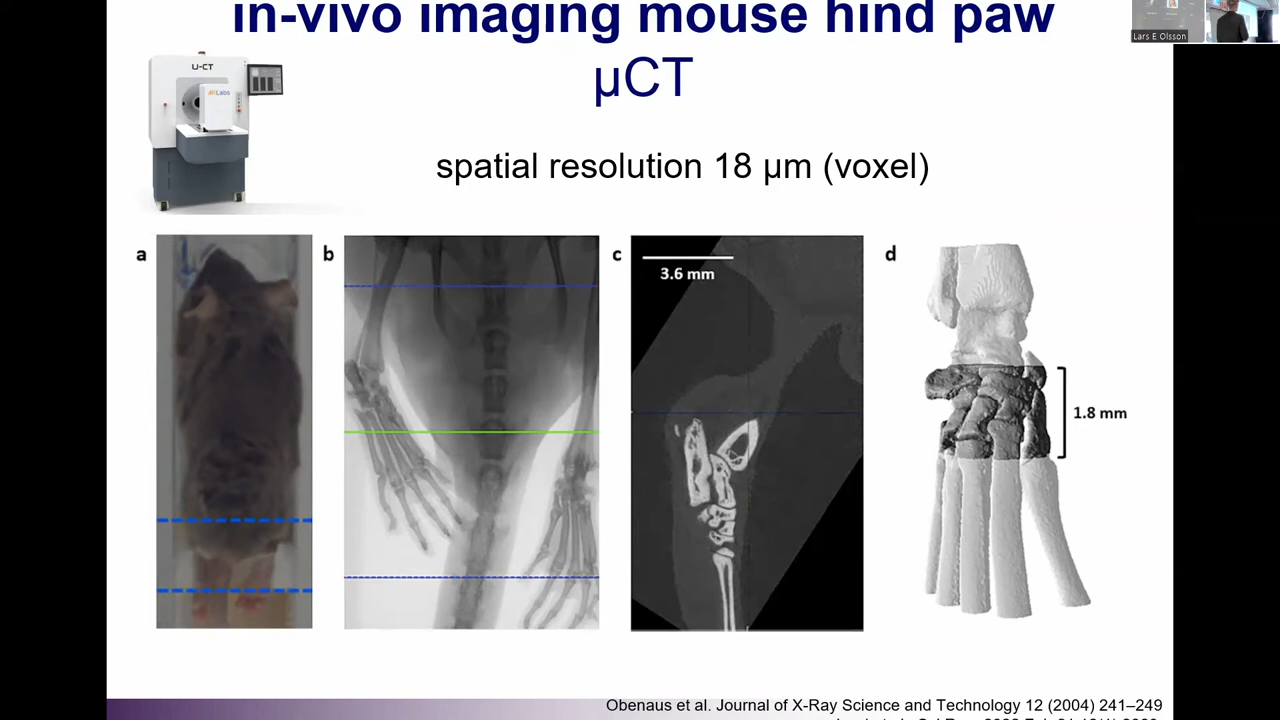 in-vivo imaging mouse hind paw
µCT
spatial resolution 18 µm (voxel)
U-CT
MILabs
Lars E Olsson
a
b
c
d
3.6 mm
1.8 mm
Obenaus et al. Journal of X-Ray Science and Technology 12 (2004) 241–249